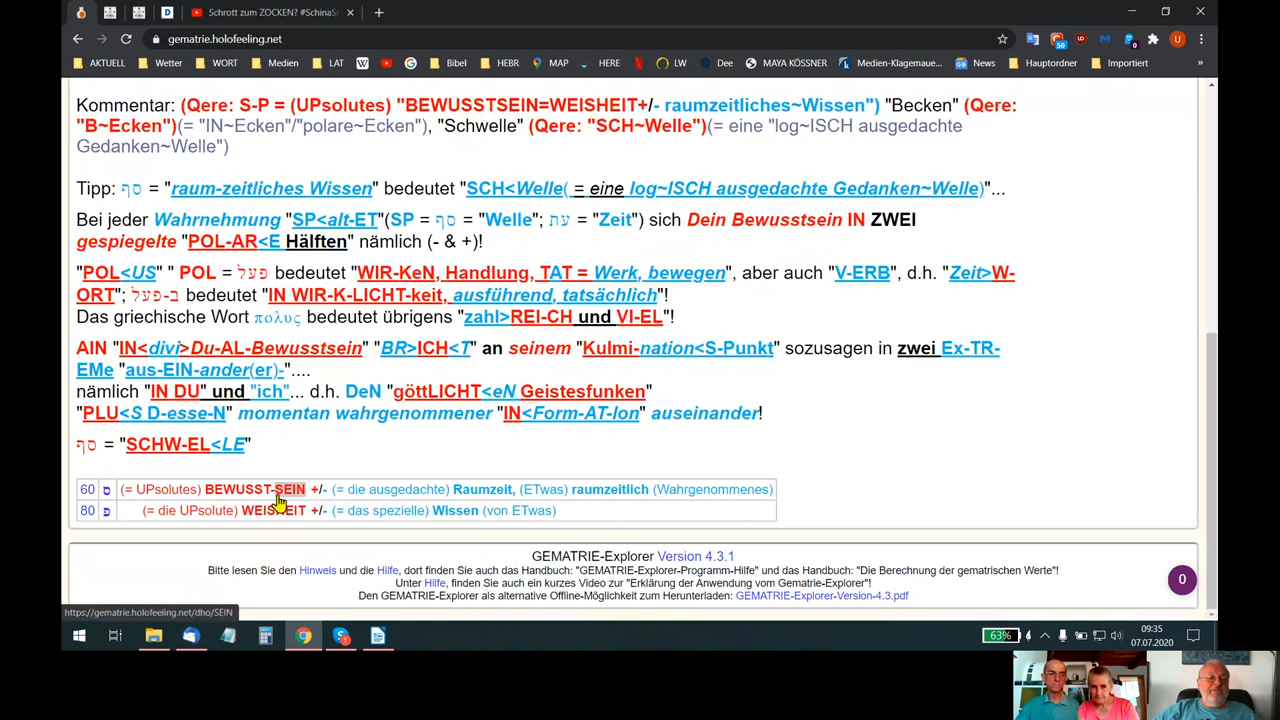 Schrott zum ZOCKEN? #SchinaS
gematrie.holofeeling.net
AKTUELL Wetter WORT Medien LAT Bibel HEBR MAP HERE LW Dee MAYA KÖSSNER Medien-Klagemaue... News Hauptordner Importiert »
Kommentar: (Qere: S-P = (UPsolutes) "BEWUSSTSEIN=WEISHEIT+/- raumzeitliches~Wissen") "Becken" (Qere:
"B~Ecken")(= "IN~Ecken"/"polare~Ecken"), "Schwelle" (Qere: "SCH~Welle")(= eine "log~ISCH ausgedachte
Gedanken~Welle")
Tipp: סף = "raum-zeitliches Wissen" bedeutet "SCH<Welle( = eine log~ISCH ausgedachte Gedanken~Welle)"...
Bei jeder Wahrnehmung "SP<alt-ET"(SP = סף = "Welle"; עת = "Zeit") sich Dein Bewusstsein IN ZWEI
gespiegelte "POL-AR<E Hälften" nämlich (- & +)!
"POL<US" " POL = פעל bedeutet "WIR-KeN, Handlung, TAT = Werk, bewegen", aber auch "V-ERB", d.h. "Zeit>W-
ORT"; ב-פעל bedeutet "IN WIR-K-LICHT-keit, ausführend, tatsächlich"!
Das griechische Wort πολυς bedeutet übrigens "zahl>REI-CH und VI-EL"!
AIN "IN<divi>Du-AL-Bewusstsein" "BR>ICH<T" an seinem "Kulmi-nation<S-Punkt" sozusagen in zwei Ex-TR-
EMe "aus-EIN-ander(er)-"....
nämlich "IN DU" und "ich"... d.h. DeN "göttLICHT<eN Geistesfunken"
"PLU<S D-esse-N" momentan wahrgenommener "IN<Form-AT-Ion" auseinander!
סף = "SCHW-EL<LE"
60 ס (= UPsolutes) BEWUSST-SEIN +/- (= die ausgedachte) Raumzeit, (ETwas) raumzeitlich (Wahrgenommenes)
80 פ (= die UPsolute) WEISHEIT +/- (= das spezielle) Wissen (von ETwas)
GEMATRIE-Explorer Version 4.3.1
Bitte lesen Sie den Hinweis und die Hilfe, dort finden Sie auch das Handbuch: "GEMATRIE-Explorer-Programm-Hilfe" und das Handbuch: "Die Berechnung der gematrischen Werte"!
Unter Hilfe, finden Sie auch ein kurzes Video zur "Erklärung der Anwendung vom Gematrie-Explorer"!
Den GEMATRIE-Explorer als alternative Offline-Möglichkeit zum Herunterladen: GEMATRIE-Explorer-Version-4.3.pdf
0
https://gematrie.holofeeling.net/dho/SEIN
63%
09:35
07.07.2020